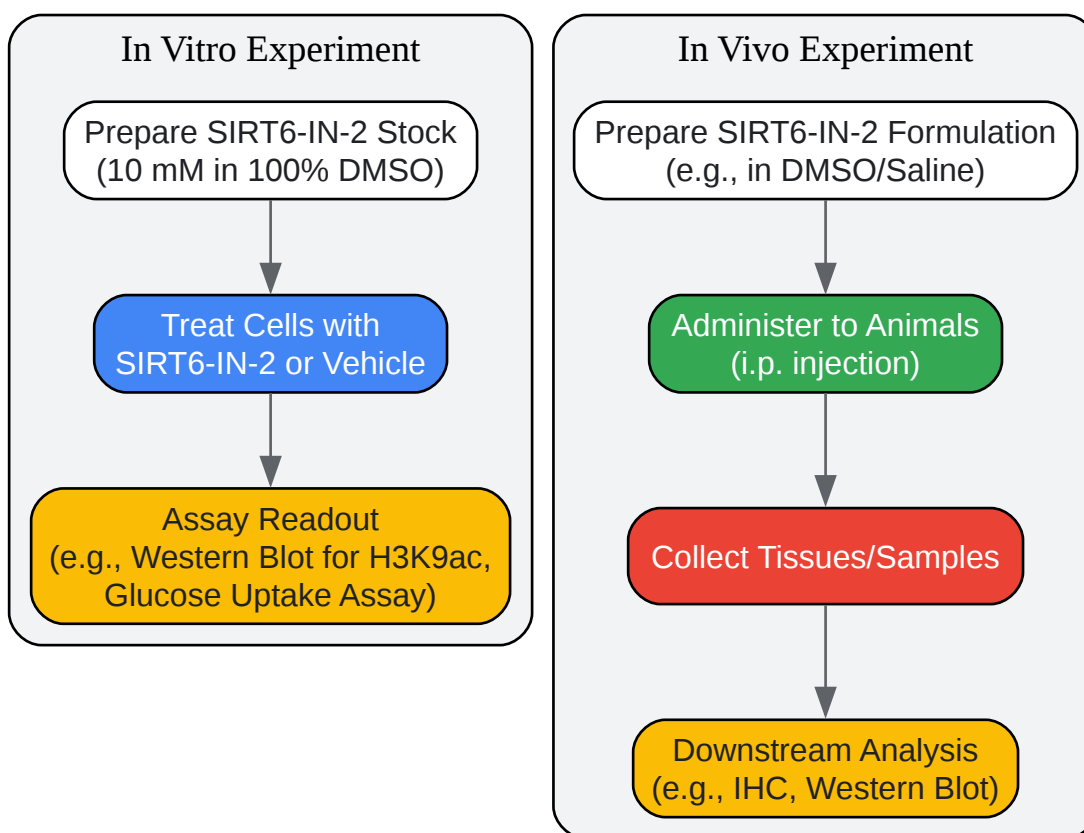 In Vitro Experiment
Prepare SIRT6-IN-2 Stock
(10 mM in 100% DMSO)
Treat Cells with
SIRT6-IN-2 or Vehicle
Assay Readout
(e.g., Western Blot for H3K9ac,
Glucose Uptake Assay)
In Vivo Experiment
Prepare SIRT6-IN-2 Formulation
(e.g., in DMSO/Saline)
Administer to Animals
(i.p. injection)
Collect Tissues/Samples
Downstream Analysis
(e.g., IHC, Western Blot)